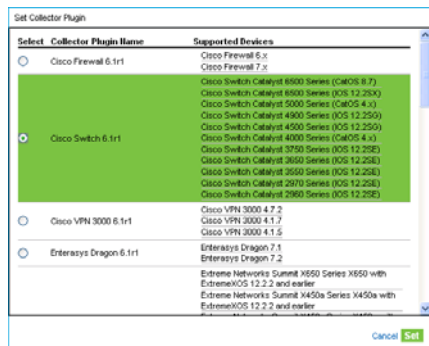 Set Collector Plugin
Select Collector Plugin Name Supported Devices
Cisco Firewall 6.1r1
Cisco Firewall 6.x
Cisco Firewall 7.x
Cisco Switch 6.1r1
Cisco Switch Catalyst 6500 Series (CatOS 8.7)
Cisco Switch Catalyst 6500 Series (IOS 12.2SX)
Cisco Switch Catalyst 5000 Series (CatOS 4.x)
Cisco Switch Catalyst 4900 Series (IOS 12.2SG)
Cisco Switch Catalyst 4500 Series (IOS 12.2SG)
Cisco Switch Catalyst 4000 Series (CatOS 4.x)
Cisco Switch Catalyst 3750 Series (IOS 12.2SE)
Cisco Switch Catalyst 3650 Series (IOS 12.2SE)
Cisco Switch Catalyst 3550 Series (IOS 12.2SE)
Cisco Switch Catalyst 2970 Series (IOS 12.2SE)
Cisco Switch Catalyst 2960 Series (IOS 12.2SE)
Cisco VPN 3000 6.1r1
Cisco VPN 3000 4.7.2
Cisco VPN 3000 4.1.7
Cisco VPN 3000 4.1.5
Enterasys Dragon 6.1r1
Enterasys Dragon 7.1
Enterasys Dragon 7.2
Extreme Networks Summit X650 Series X650 with
ExtremeXOS 12.2.2 and earlier
Extreme Networks Summit X450a Series X450a with
ExtremeXOS 12.2.2 and earlier
Cancel Set